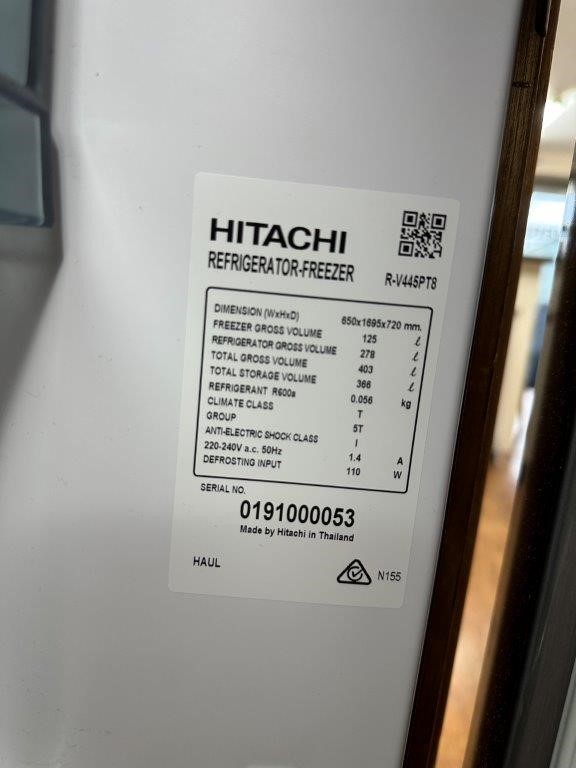 HITACHI
REFRIGERATOR-FREEZER R-V445PT8
DIMENSION (WxHxD) 650x1695x720 mm.
FREEZER GROSS VOLUME 125 ℓ
REFRIGERATOR GROSS VOLUME 278 ℓ
TOTAL GROSS VOLUME 403 ℓ
TOTAL STORAGE VOLUME 366 ℓ
REFRIGERANT R600a 0.056 kg
CLIMATE CLASS T
GROUP 5T
ANTI-ELECTRIC SHOCK CLASS I
220-240V a.c. 50Hz 1.4 A
DEFROSTING INPUT 110 W
SERIAL NO.
0191000053
Made by Hitachi in Thailand
HAUL N155